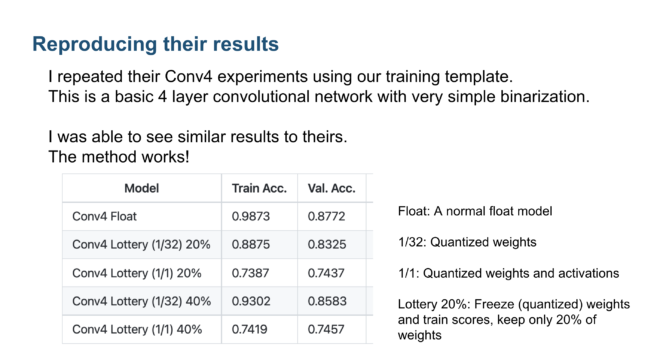 Reproducing their results
I repeated their Conv4 experiments using our training template.
This is a basic 4 layer convolutional network with very simple binarization.
I was able to see similar results to theirs.
The method works!
Model Train Acc. Val. Acc.
Conv4 Float 0.9873 0.8772
Conv4 Lottery (1/32) 20% 0.8875 0.8325
Conv4 Lottery (1/1) 20% 0.7387 0.7437
Conv4 Lottery (1/32) 40% 0.9302 0.8583
Conv4 Lottery (1/1) 40% 0.7419 0.7457
Float: A normal float model
1/32: Quantized weights
1/1: Quantized weights and activations
Lottery 20%: Freeze (quantized) weights
and train scores, keep only 20% of
weights